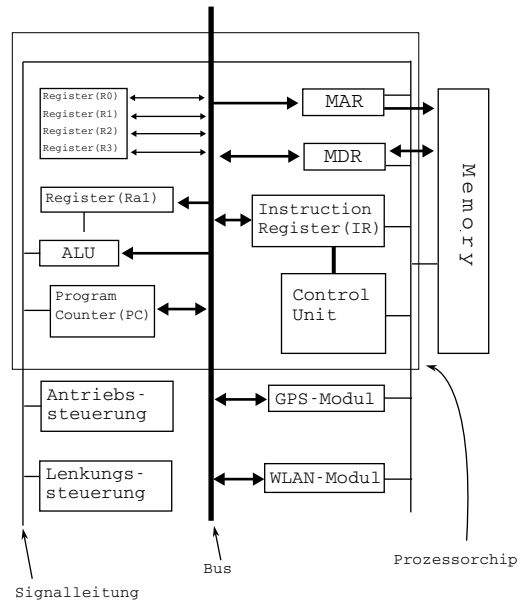 Register(R0)
Register(R1)
Register(R2)
Register(R3)
MAR
MDR
Memory
Register(Ra1)
Instruction
Register(IR)
ALU
Program
Counter(PC)
Control
Unit
Antriebs-
steuerung
GPS-Modul
Lenkungs-
steuerung
WLAN-Modul
Prozessorchip
Bus
Signalleitung